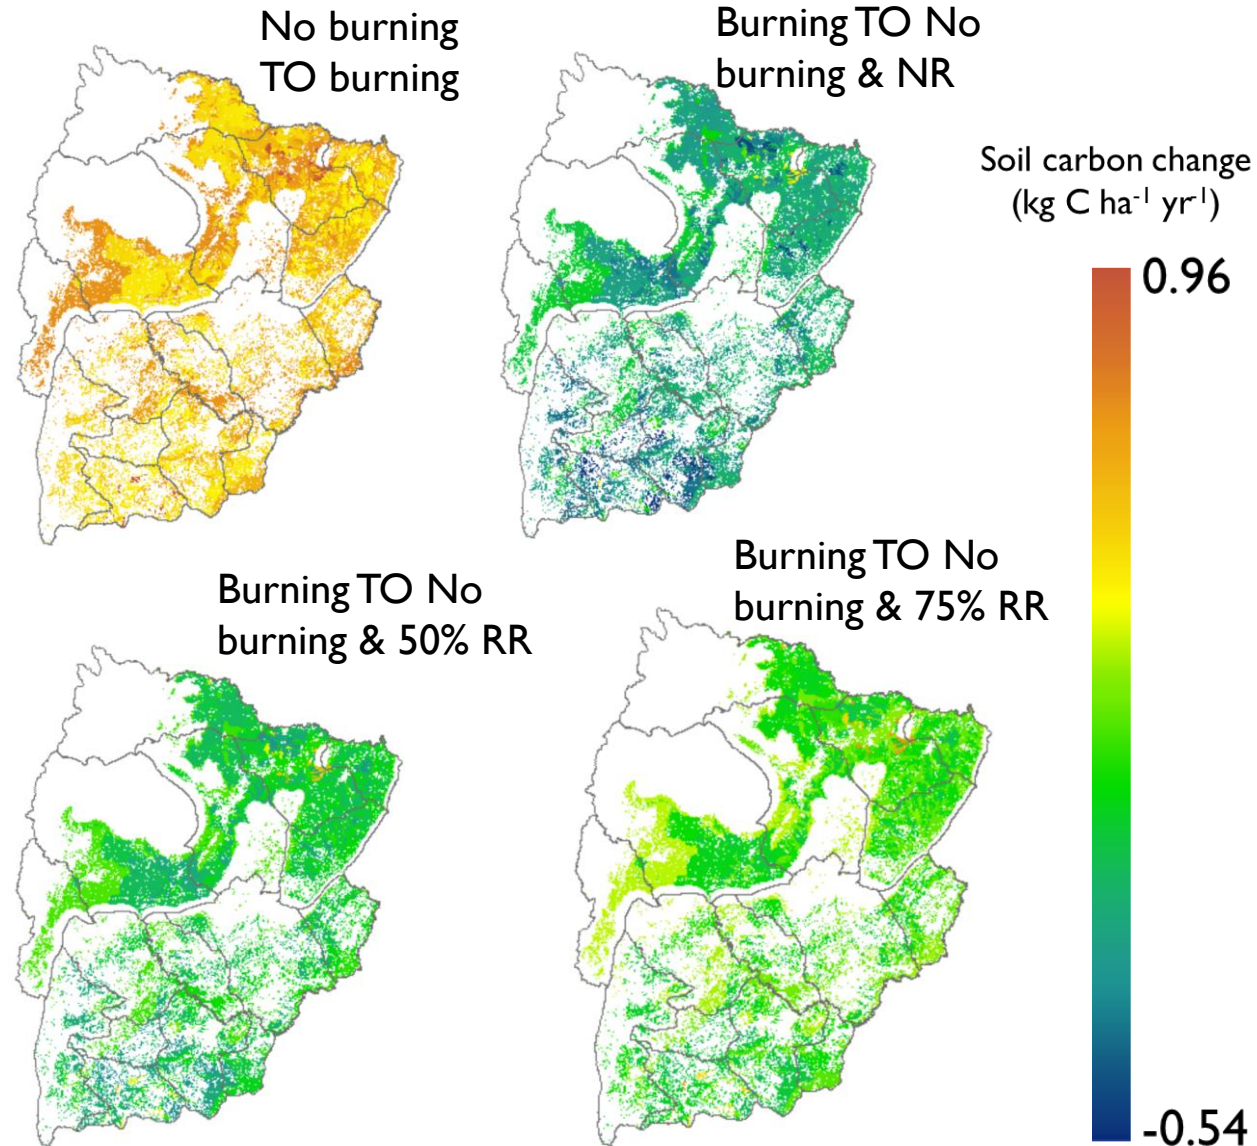 No burning
TO burning
Burning TO No
burning & NR
Soil carbon change
(kg C ha⁻¹ yr⁻¹)
0.96
Burning TO No
burning & 50% RR
Burning TO No
burning & 75% RR
-0.54